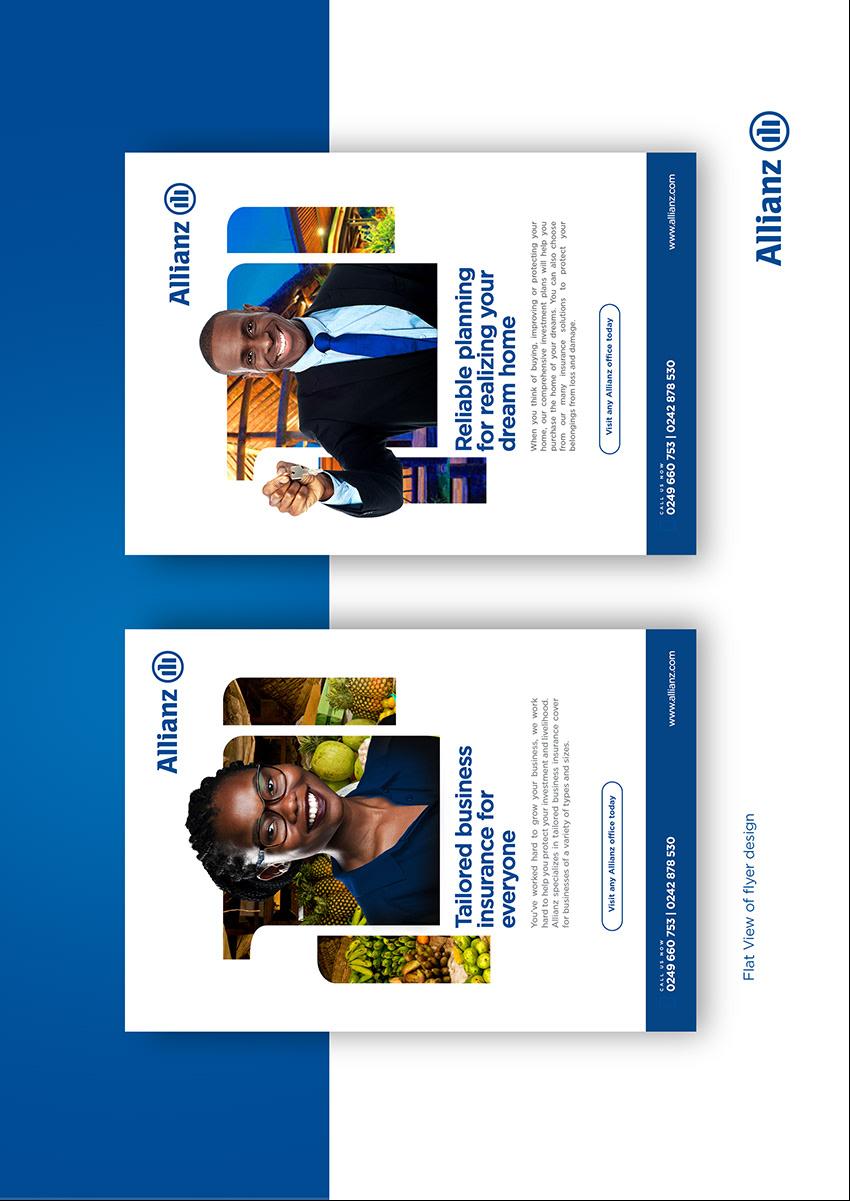 Allianz
Tailored business
insurance for
everyone
You've worked hard to grow your business, we work
hard to help you protect your investment and livelihood.
Allianz specializes in tailored business insurance cover
for businesses of a variety of types and sizes.
Visit any Allianz office today
CALL US NOW
0249 660 753 | 0242 878 530
www.allianz.com
Allianz
Reliable planning
for realizing your
dream home
When you think of buying, improving or protecting your
home, our comprehensive investment plans will help you
purchase the home of your dreams. You can also choose
from our many insurance solutions to protect your
belongings from loss and damage.
Visit any Allianz office today
CALL US NOW
0249 660 753 | 0242 878 530
www.allianz.com
Flat View of flyer design
Allianz